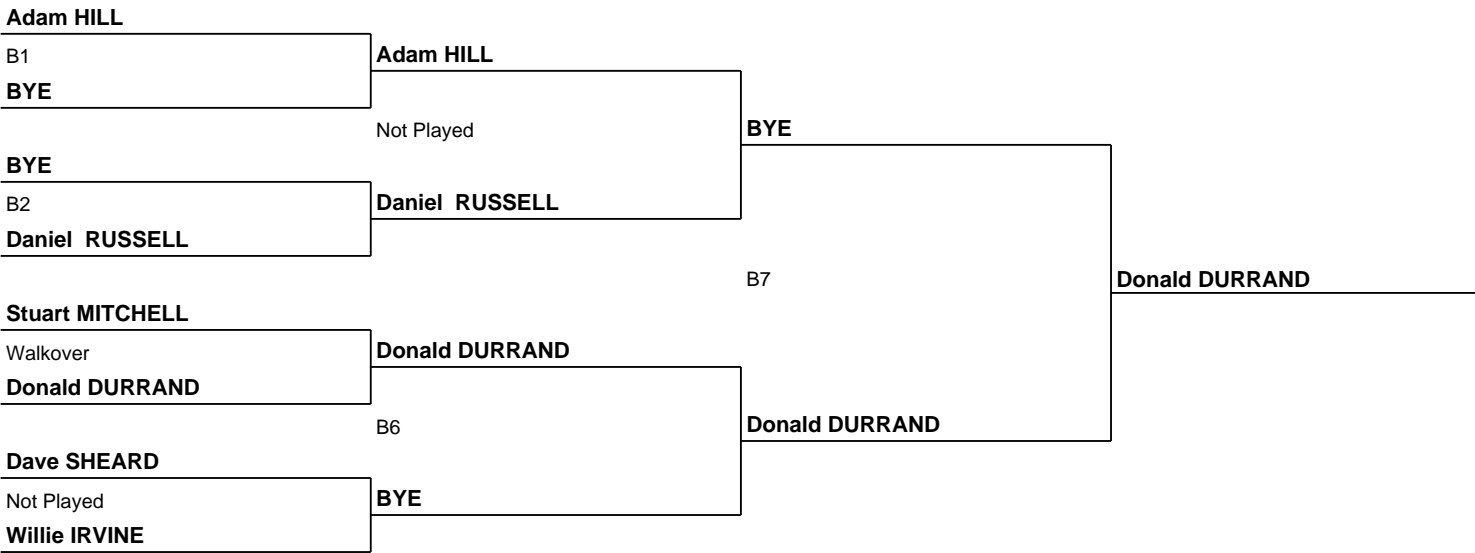 Adam HILL
B1
BYE
BYE
B2
Daniel  RUSSELL
Stuart MITCHELL
Walkover
Donald DURRAND
Dave SHEARD
Not Played
Willie IRVINE
Adam HILL
Not Played
Daniel  RUSSELL
Donald DURRAND
B6
BYE
BYE
B7
Donald DURRAND
Donald DURRAND